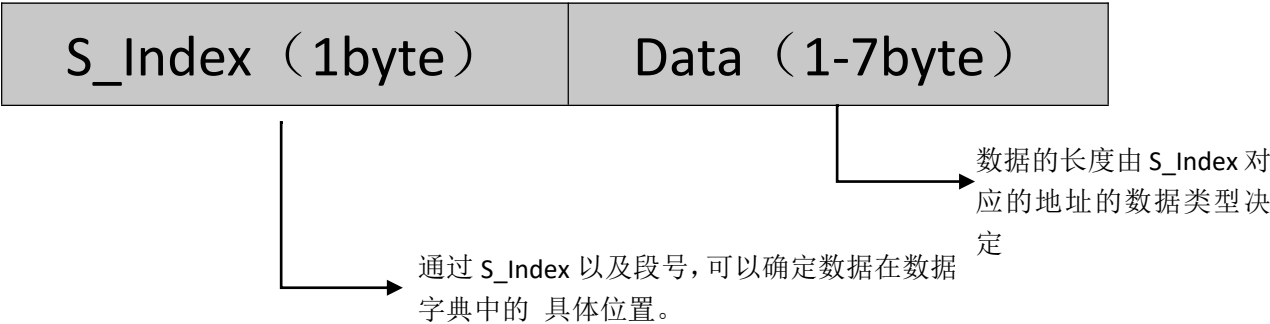 S_Index（1byte） Data（1-7byte）
数据的长度由 S_Index 对
应的地址的数据类型决
定
通过 S_Index 以及段号，可以确定数据在数据
字典中的 具体位置。